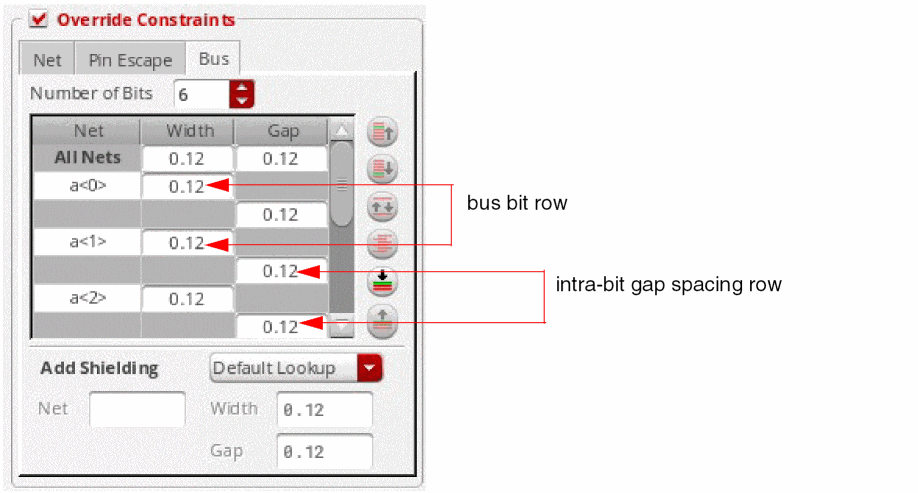 Override Constraints
Net Pin Escape Bus
Number of Bits 6
Net Width Gap
All Nets 0.12 0.12
a<0> 0.12
bus bit row
0.12
a<1> 0.12
0.12
intra-bit gap spacing row
a<2> 0.12
0.12
Add Shielding Default Lookup
Net Width 0.12
Gap 0.12